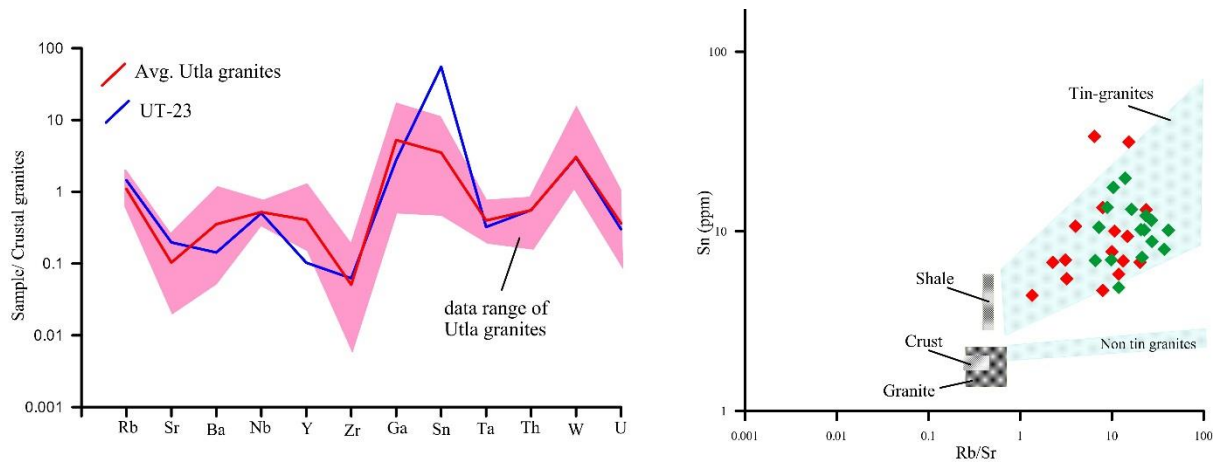 100
10
1
0.1
0.01
0.001
Sample/ Crustal granites
Avg. Utla granites
UT-23
data range of
Utla granites
Rb Sr Ba Nb Y Zr Ga Sn Ta Th W U
100
10
1
Sn (ppm)
Tin-granites
Shale
Crust
Granite
Non tin granites
0.001 0.01 0.1 1 10 100
Rb/Sr